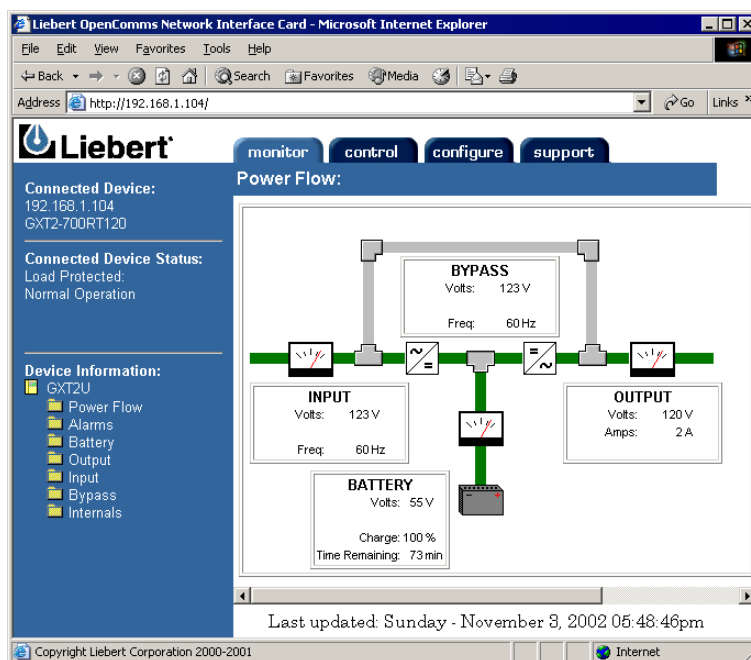 Liebert OpenComms Network Interface Card - Microsoft Internet Explorer
File Edit View Favorites Tools Help
Back Search Favorites Media
Address http://192.168.1.104/ Go Links »
Liebert
monitor control configure support
Power Flow:
Connected Device:
192.168.1.104
GXT2-700RT120
Connected Device Status:
Load Protected:
Normal Operation
Device Information:
GXT2U
Power Flow
Alarms
Battery
Output
Input
Bypass
Internals
BYPASS
Volts: 123 V
Freq: 60 Hz
INPUT
Volts: 123 V
Freq: 60 Hz
OUTPUT
Volts: 120 V
Amps: 2 A
BATTERY
Volts: 55 V
Charge: 100 %
Time Remaining: 73 min
Last updated: Sunday - November 3, 2002 05:48:46pm
Copyright Liebert Corporation 2000-2001 Internet